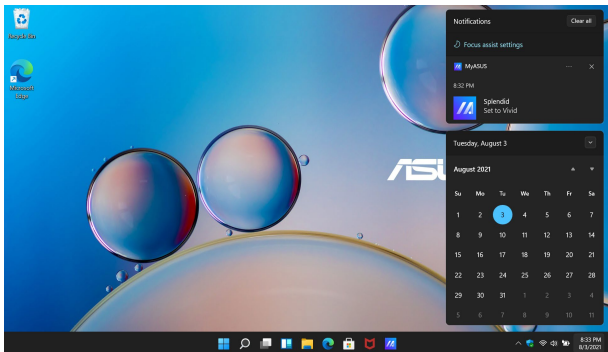 Recycle Bin
Microsoft
Edge
Notifications
Clear all
Focus assist settings
MyASUS
8:32 PM
Splendid
Set to Vivid
Tuesday, August 3
August 2021
Su Mo Tu We Th Fr Sa
1 2 3 4 5 6 7
8 9 10 11 12 13 14
15 16 17 18 19 20 21
22 23 24 25 26 27 28
29 30 31 1 2 3 4
5 6 7 8 9 10 11
8:33 PM
8/3/2021